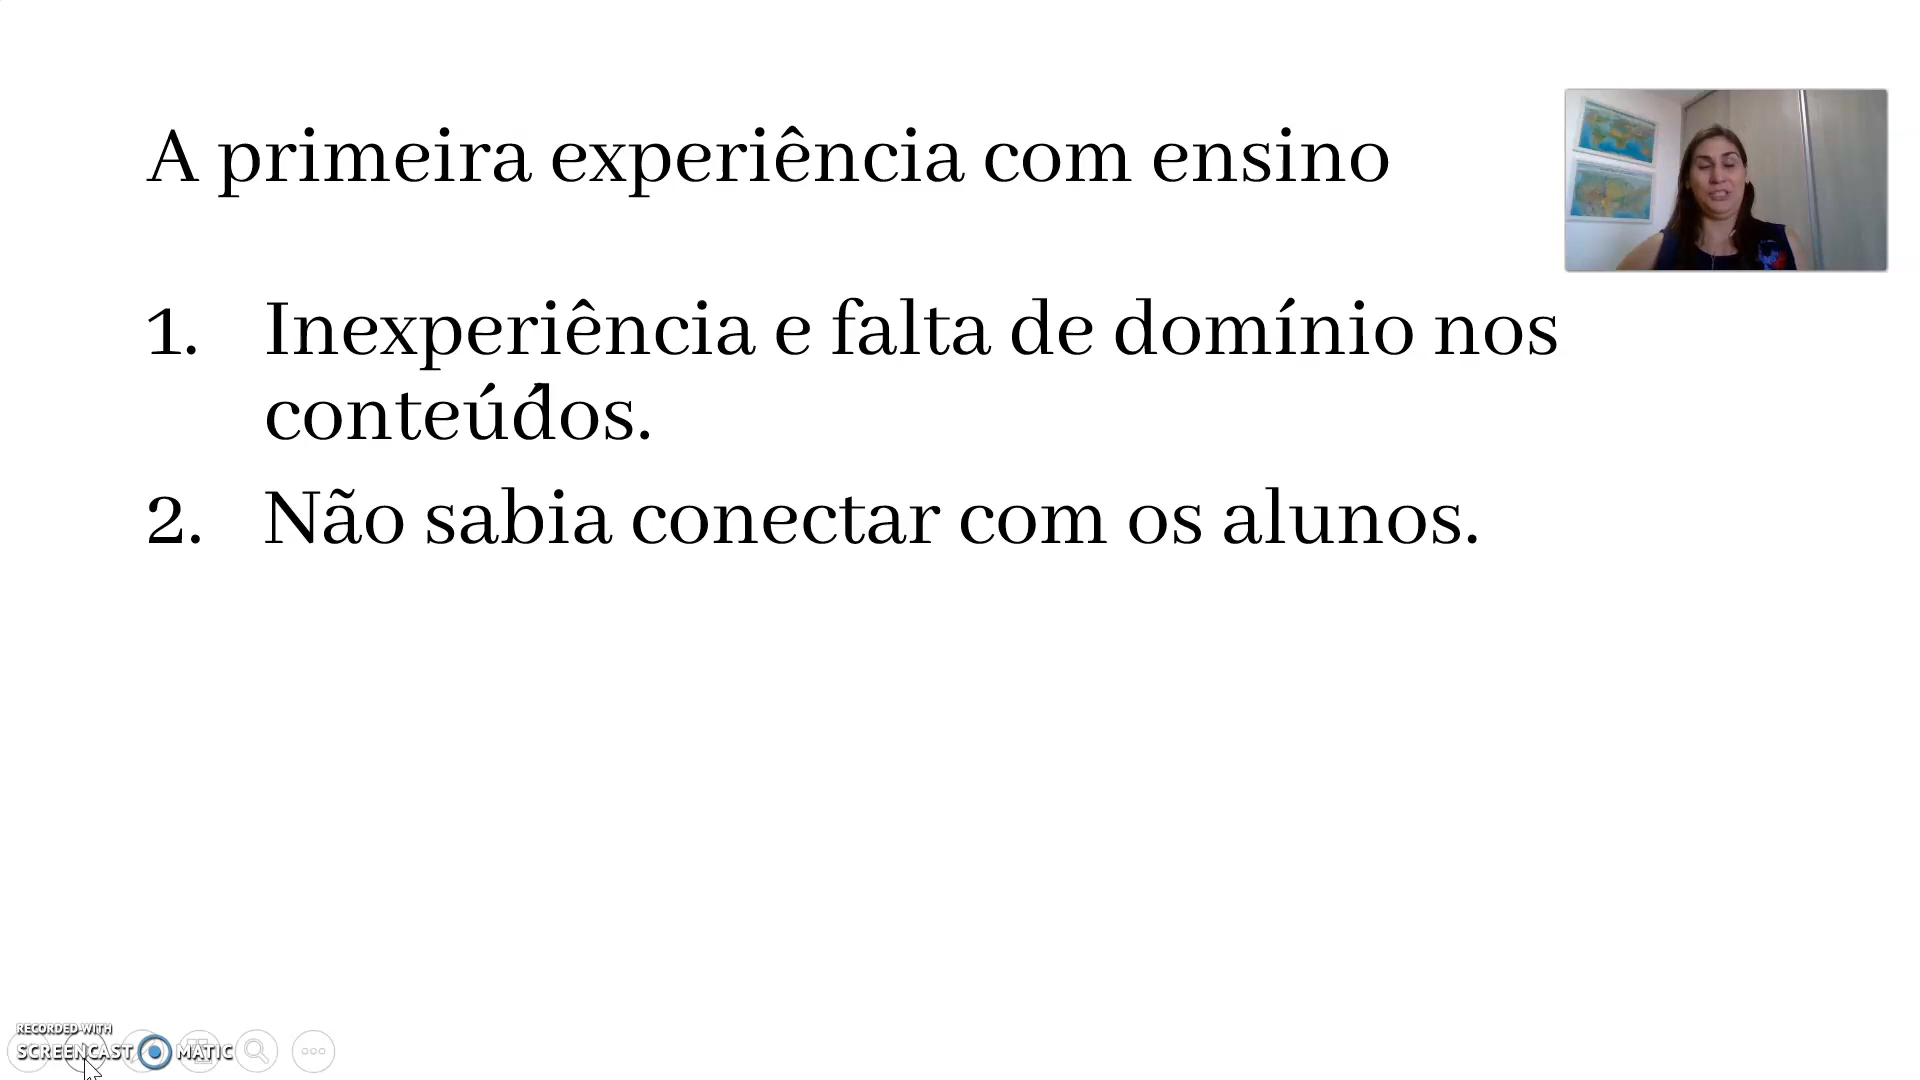 A primeira experiência com ensino
1. Inexperiência e falta de domínio nos
conteúdos.
2. Não sabia conectar com os alunos.
RECORDED WITH
SCREENCAST MATIC